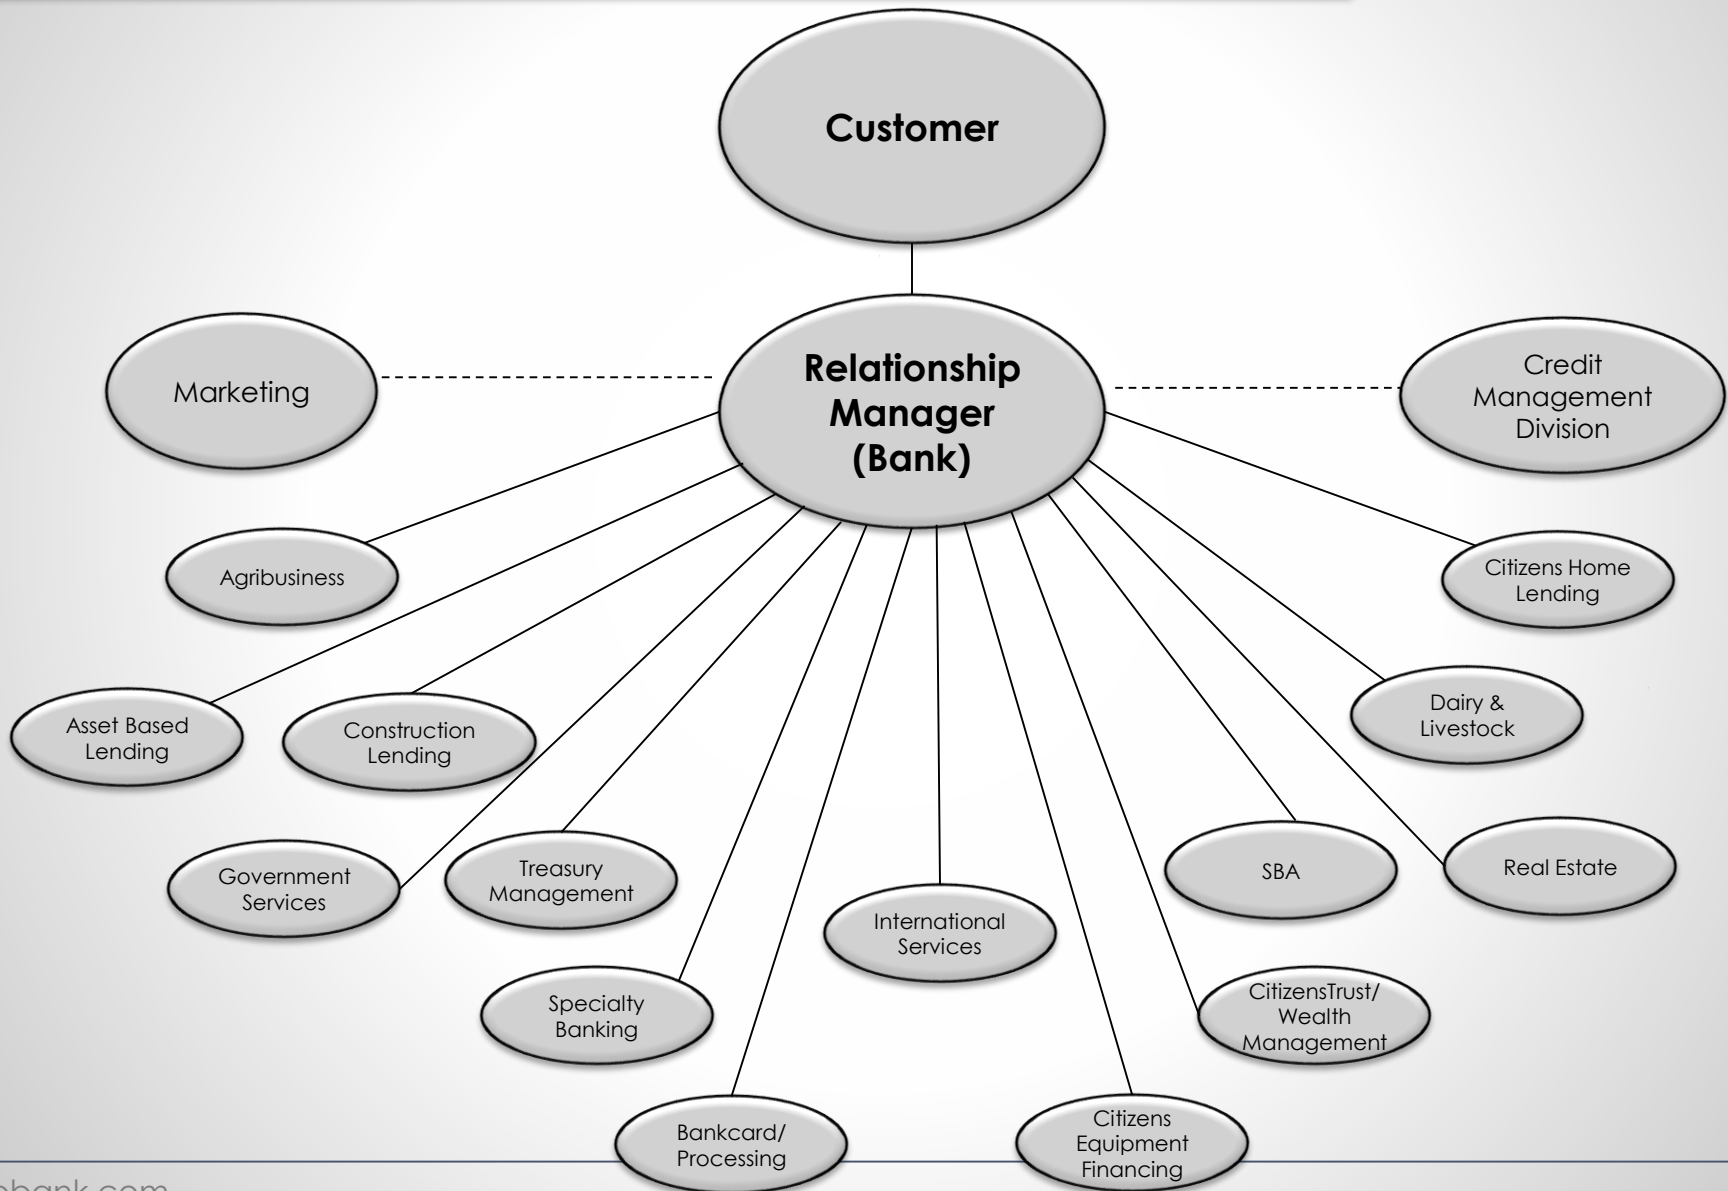 Customer
Relationship
Manager
(Bank)
Marketing
Credit
Management
Division
Agribusiness
Citizens Home
Lending
Asset Based
Lending
Construction
Lending
Dairy &
Livestock
Government
Services
Treasury
Management
International
Services
SBA
Real Estate
Specialty
Banking
CitizensTrust/
Wealth
Management
Bankcard/
Processing
Citizens
Equipment
Financing